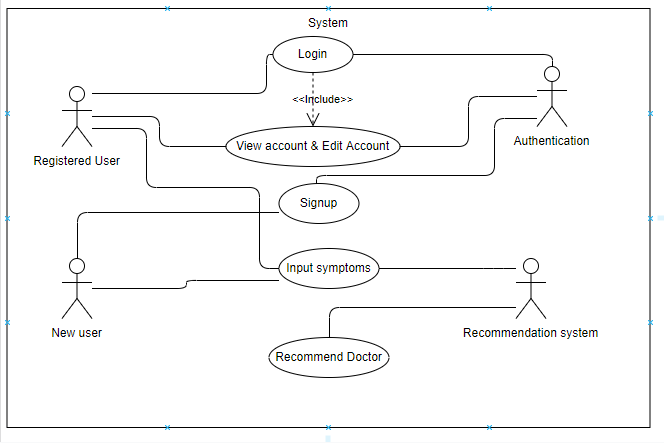 System
Login
<<Include>>
View account & Edit Account
Registered User
Authentication
Signup
Input symptoms
New user
Recommendation system
Recommend Doctor